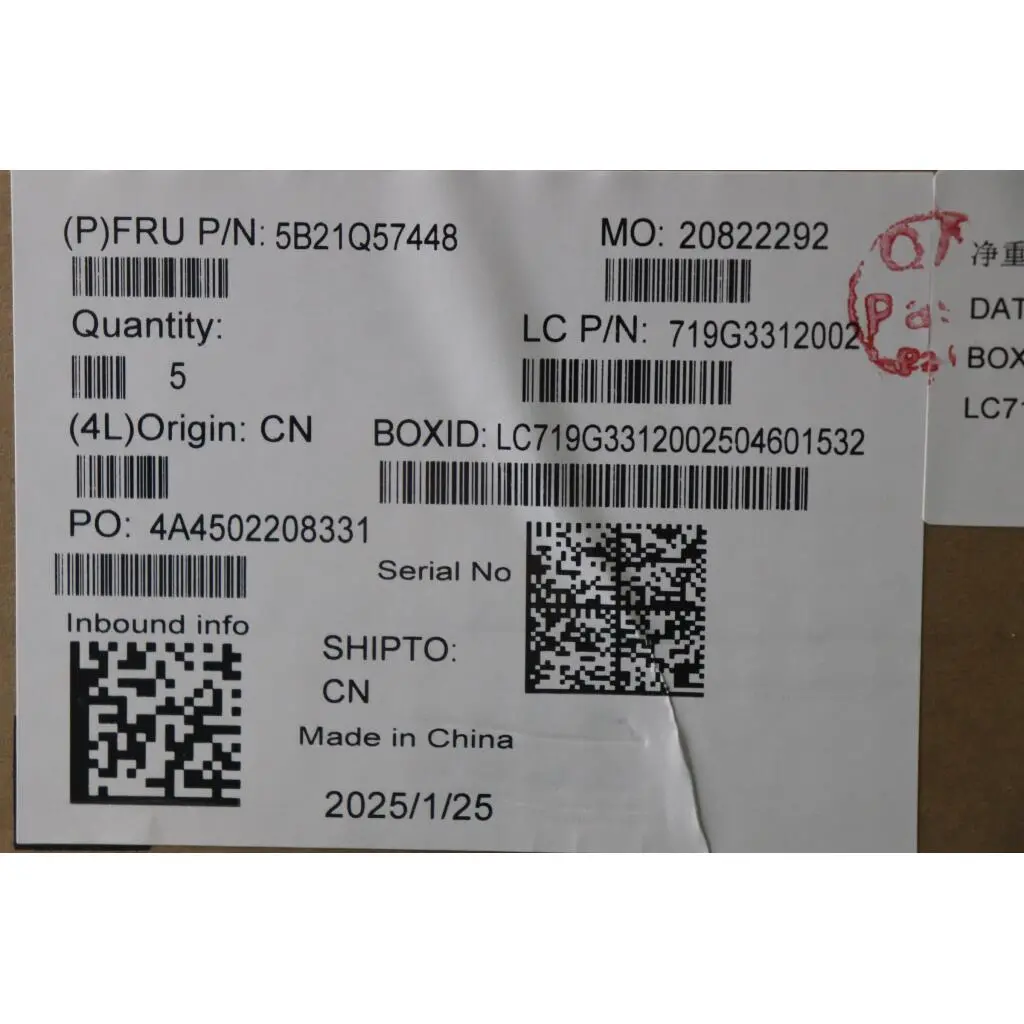 (P)FRU P/N: 5B21Q57448
MO: 20822292
Quantity:
5
LC P/N: 719G3312002
(4L)Origin: CN
BOXID: LC719G3312002504601532
PO: 4A4502208331
Serial No
Inbound info
SHIPTO:
CN
Made in China
2025/1/25
净重
DAT
BOX
LC71